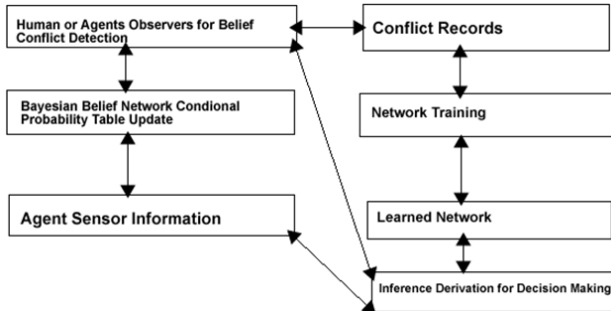 Human or Agents Observers for Belief
Conflict Detection
Conflict Records
Bayesian Belief Network Condional
Probability Table Update
Network Training
Agent Sensor Information
Learned Network
Inference Derivation for Decision Making